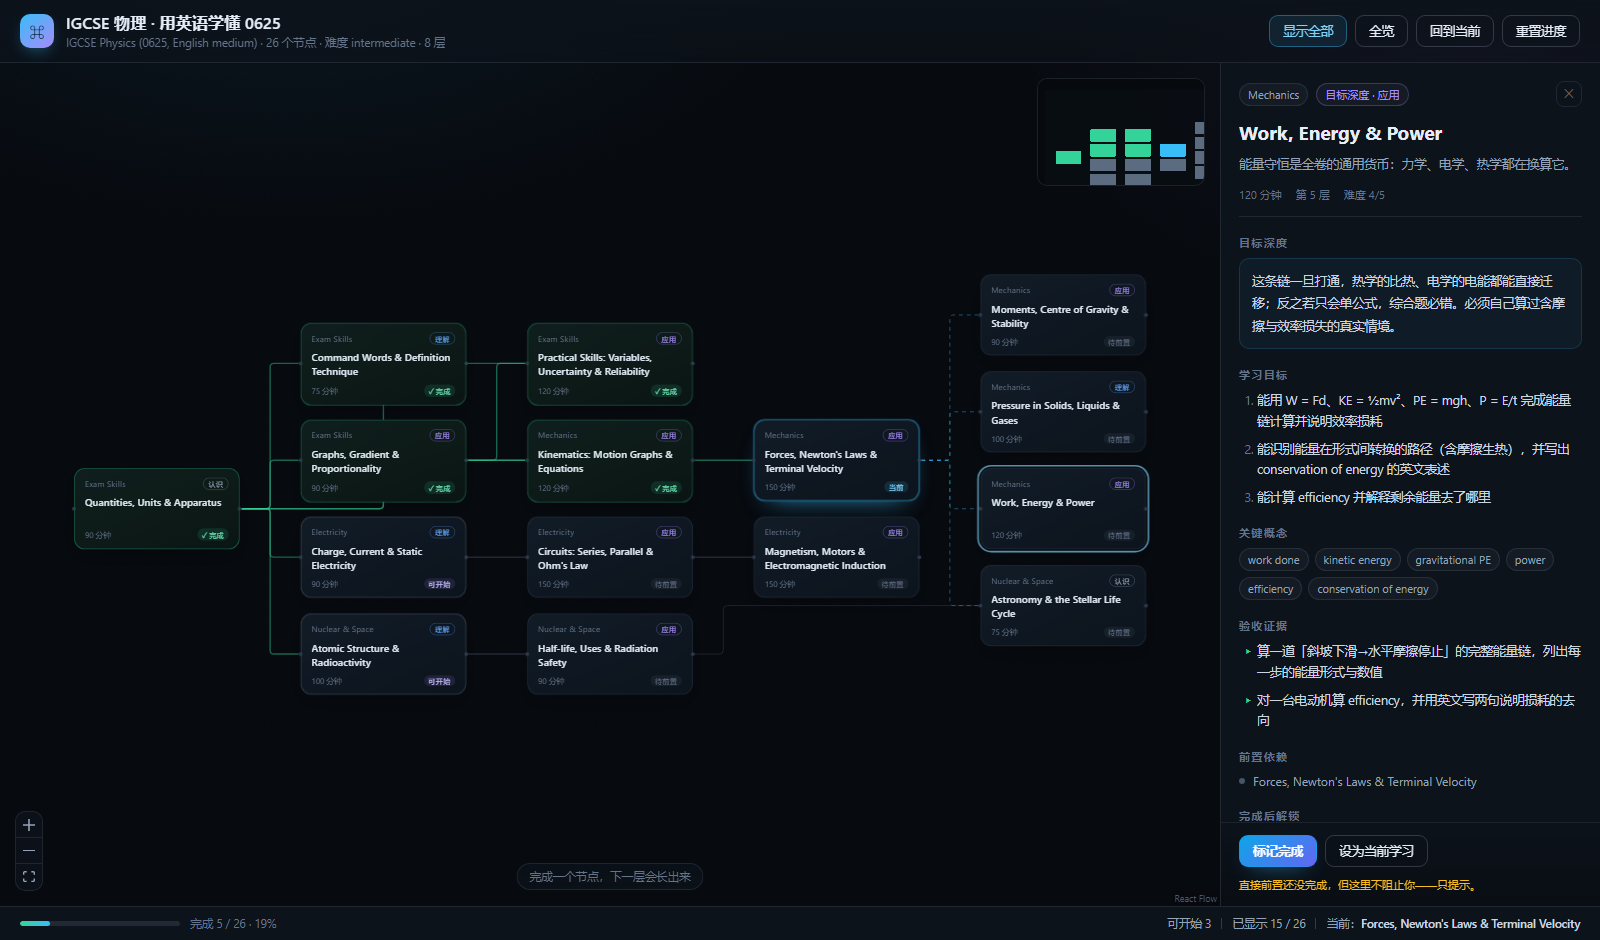 IGCSE 物理 · 用英语学懂 0625
IGCSE Physics (0625, English medium) · 26 个节点 · 难度 intermediate · 8 层
显示全部
全览
回到当前
重置进度
Exam Skills
认识
Quantities, Units & Apparatus
90 分钟
✓ 完成
Exam Skills
理解
Command Words & Definition
Technique
75 分钟
✓ 完成
Exam Skills
应用
Graphs, Gradient &
Proportionality
90 分钟
✓ 完成
Electricity
理解
Charge, Current & Static
Electricity
90 分钟
可开始
Nuclear & Space
理解
Atomic Structure &
Radioactivity
100 分钟
可开始
Exam Skills
应用
Practical Skills: Variables,
Uncertainty & Reliability
120 分钟
✓ 完成
Mechanics
应用
Kinematics: Motion Graphs &
Equations
120 分钟
✓ 完成
Electricity
应用
Circuits: Series, Parallel &
Ohm's Law
150 分钟
待前置
Nuclear & Space
应用
Half-life, Uses & Radiation
Safety
90 分钟
待前置
Mechanics
应用
Forces, Newton's Laws &
Terminal Velocity
150 分钟
当前
Electricity
应用
Magnetism, Motors &
Electromagnetic Induction
150 分钟
待前置
Mechanics
应用
Moments, Centre of Gravity &
Stability
90 分钟
待前置
Mechanics
理解
Pressure in Solids, Liquids &
Gases
100 分钟
待前置
Mechanics
应用
Work, Energy & Power
120 分钟
待前置
Nuclear & Space
认识
Astronomy & the Stellar Life
Cycle
75 分钟
待前置
完成一个节点，下一层会长出来
React Flow
Mechanics
目标深度 · 应用
Work, Energy & Power
能量守恒是全卷的通用货币：力学、电学、热学都在换算它。
120 分钟 第 5 层 难度 4/5
目标深度
这条链一旦打通，热学的比热、电学的电能都能直接迁
移；反之若只会单公式，综合题必错。必须自己算过含摩
擦与效率损失的真实情境。
学习目标
1. 能用 W = Fd、KE = ½mv²、PE = mgh、P = E/t 完成能量
链计算并说明效率损耗
2. 能识别能量在形式间转换的路径（含摩擦生热），并写出
conservation of energy 的英文表述
3. 能计算 efficiency 并解释剩余能量去了哪里
关键概念
work done
kinetic energy
gravitational PE
power
efficiency
conservation of energy
验收证据
▸ 算一道「斜坡下滑→水平摩擦停止」的完整能量链，列出每
一步的能量形式与数值
▸ 对一台电动机算 efficiency，并用英文写两句说明损耗的去
向
前置依赖
Forces, Newton's Laws & Terminal Velocity
完成后解锁
标记完成
设为当前学习
直接前置还没完成，但这里不阻止你——只提示。
完成 5 / 26 · 19%
可开始 3
已显示 15 / 26
当前：Forces, Newton's Laws & Terminal Velocity